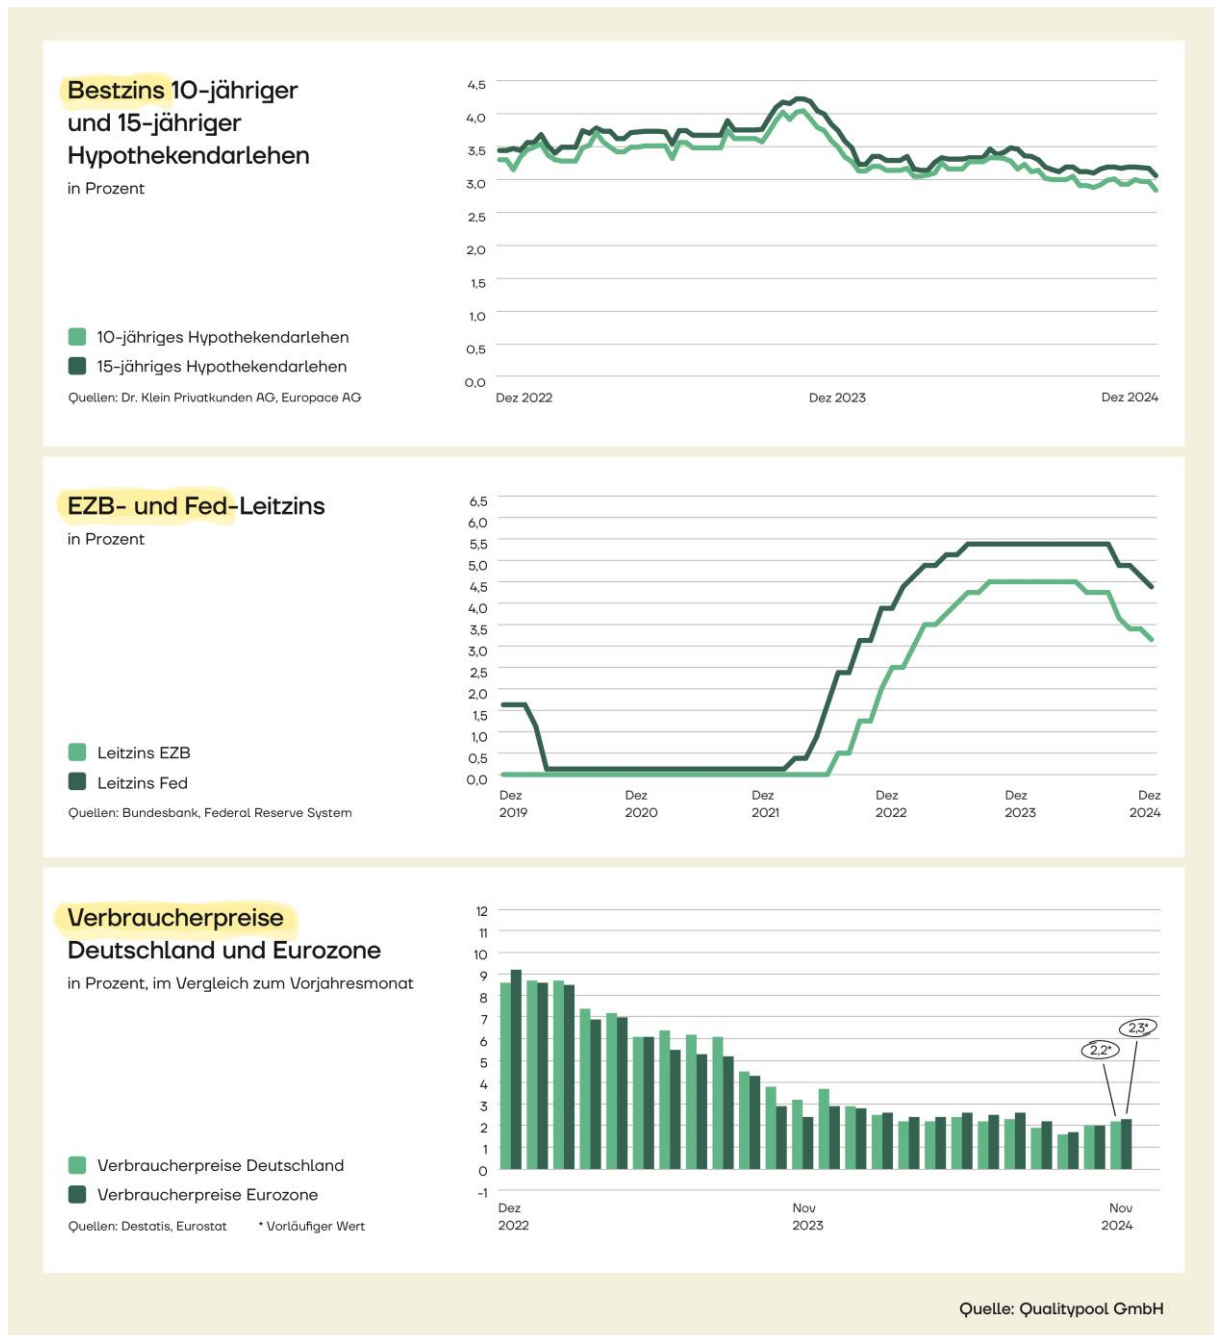 Bestzins 10-jähriger
und 15-jähriger
Hypothekendarlehen
in Prozent
10-jähriges Hypothekendarlehen
15-jähriges Hypothekendarlehen
Quellen: Dr. Klein Privatkunden AG, Europace AG
4,5
4,0
3,5
3,0
2,5
2,0
1,5
1,0
0,5
0,0
Dez 2022 Dez 2023 Dez 2024
EZB- und Fed-Leitzins
in Prozent
Leitzins EZB
Leitzins Fed
Quellen: Bundesbank, Federal Reserve System
6,5
6,0
5,5
5,0
4,5
4,0
3,5
3,0
2,5
2,0
1,5
1,0
0,5
0,0
Dez Dez Dez Dez Dez Dez
2019 2020 2021 2022 2023 2024
Verbraucherpreise
Deutschland und Eurozone
in Prozent, im Vergleich zum Vorjahresmonat
Verbraucherpreise Deutschland
Verbraucherpreise Eurozone
Quellen: Destatis, Eurostat * Vorläufiger Wert
12
11
10
9
8
7
6
5
4
3
2
1
0
-1
2,3*
2,2*
Dez Nov Nov
2022 2023 2024
Quelle: Qualitypool GmbH